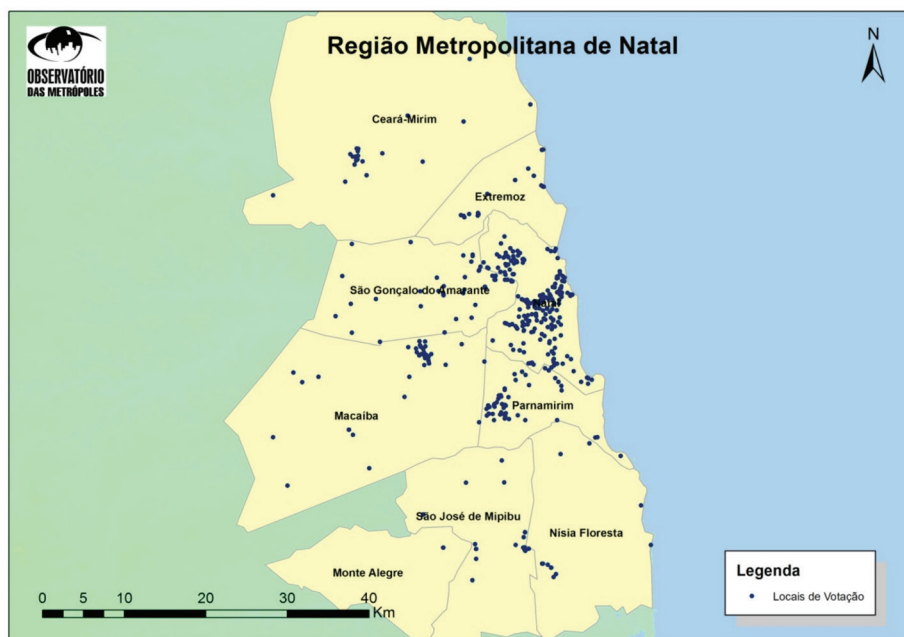 Região Metropolitana de Natal
N
OBSERVATÓRIO
DAS METRÓPOLES
Ceará-Mirim
Extremoz
São Gonçalo do Amarante
Natal
Macaiba
Parnamirim
São José de Mipibu
Nísia Floresta
Monte Alegre
0 5 10 20 30 40
Km
Legenda
Locais de Votação